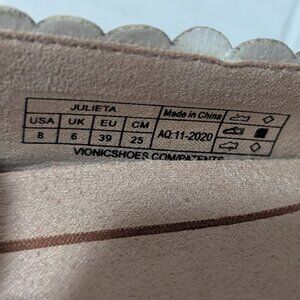 JULIETA
USA UK EU CM
8 6 39 25
Made in China
AQ:11-2020
VIONICSHOES.COM/PATENTS